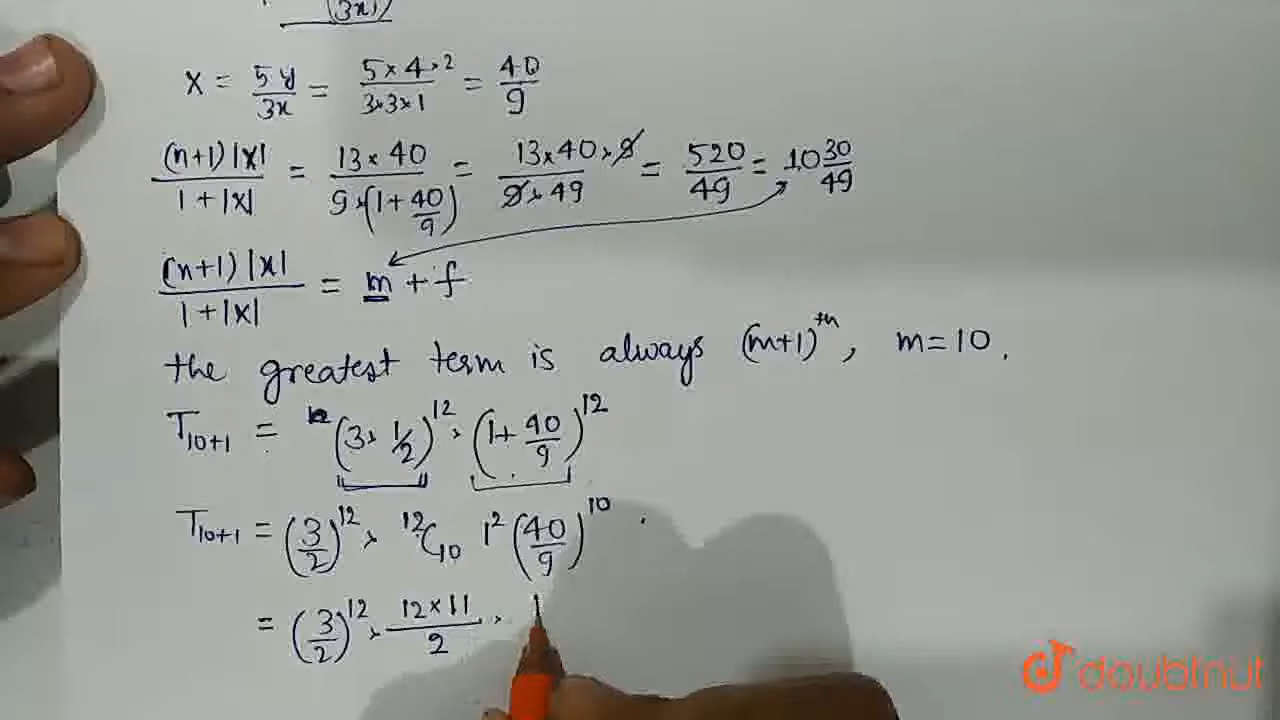 (3x)
X = 5y/3x = 5×4×2/3×3×1 = 40/9
(n+1)|X|/1+|X| = 13×40/9×(1+40/9) = 13×40×9/9×49 = 520/49 = 10 30/49
(n+1)|X|/1+|X| = m + f
the greatest term is always (m+1)th, m=10.
T10+1 = (3×1/2)^12 × (1+40/9)^12
T10+1 = (3/2)^12 × 12C10 1^2 (40/9)^10 .
= (3/2)^12 × 12×11/2 ×
doubtnut